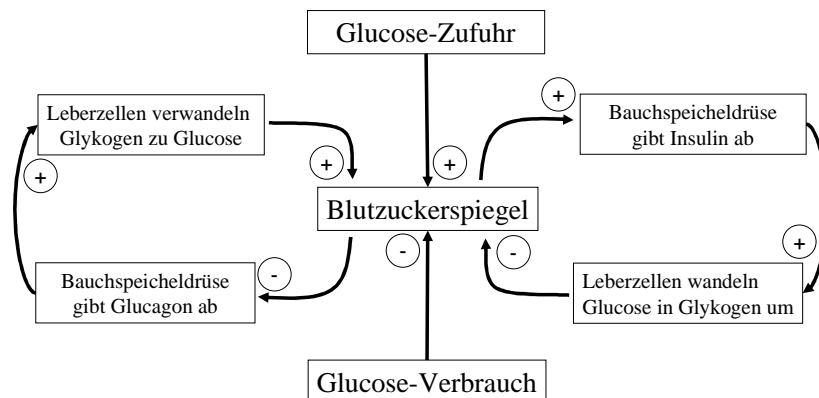 Glucose-Zufuhr
Leberzellen verwandeln
Glykogen zu Glucose
+
Bauchspeicheldrüse
gibt Insulin ab
+
+
+
Blutzuckerspiegel
-
-
+
Bauchspeicheldrüse
gibt Glucagon ab
-
Leberzellen wandeln
Glucose in Glykogen um
Glucose-Verbrauch